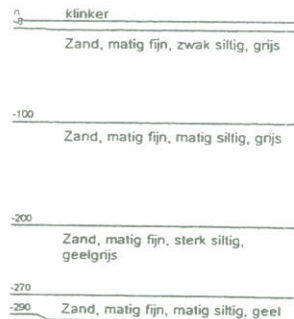 0 klinker
-8
Zand, matig fijn, zwak siltig, grijs
-100
Zand, matig fijn, matig siltig, grijs
-200
Zand, matig fijn, sterk siltig,
geelgrijs
-270
-290 Zand, matig fijn, matig siltig, geel